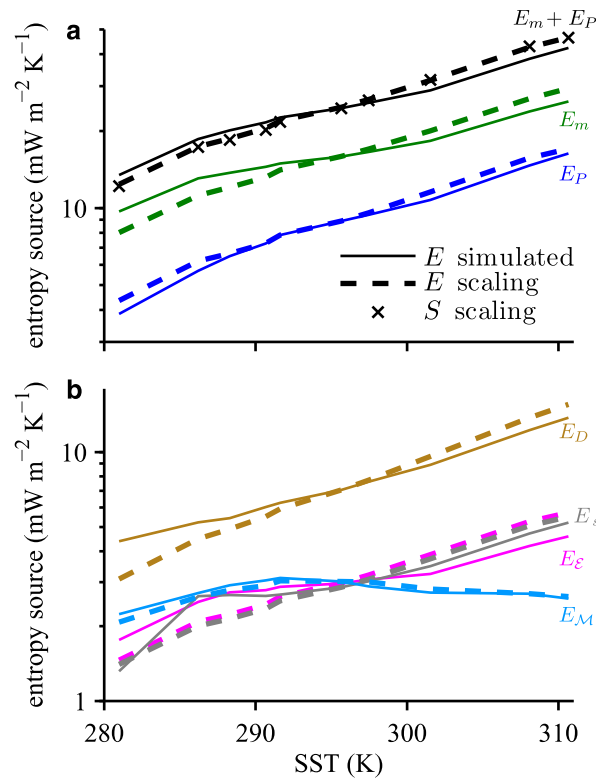 a
E_m + E_P
entropy source (mW m⁻² K⁻¹)
10
E_m
E_P
E simulated
E scaling
S scaling
b
entropy source (mW m⁻² K⁻¹)
10
1
E_D
E_s
E_ℰ
E_ℳ
280
290
300
310
SST (K)